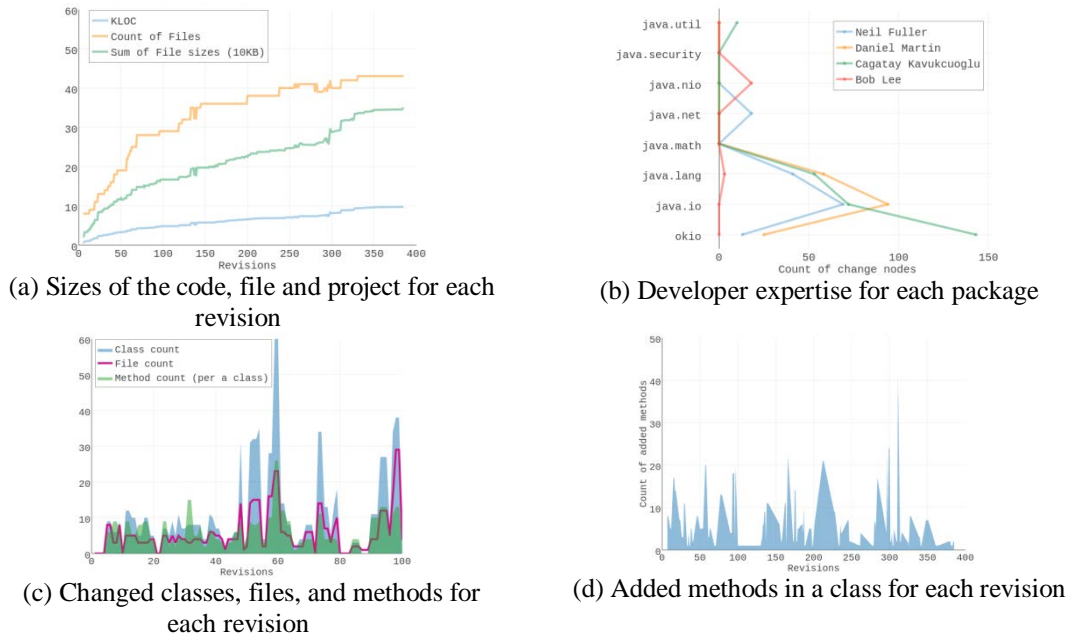 60
50
40
30
20
10
0
KLOC
Count of Files
Sum of File sizes (10KB)
0 50 100 150 200 250 300 350 400
Revisions
(a) Sizes of the code, file and project for each
revision
java.util
java.security
java.nio
java.net
java.math
java.lang
java.io
okio
Neil Fuller
Daniel Martin
Cagatay Kavukcuoglu
Bob Lee
0 50 100 150
Count of change nodes
(b) Developer expertise for each package
60
50
40
30
20
10
0
Class count
File count
Method count (per a class)
0 20 40 60 80 100
Revisions
(c) Changed classes, files, and methods for
each revision
50
40
30
20
10
0
Count of added methods
0 50 100 150 200 250 300 350 400
Revisions
(d) Added methods in a class for each revision